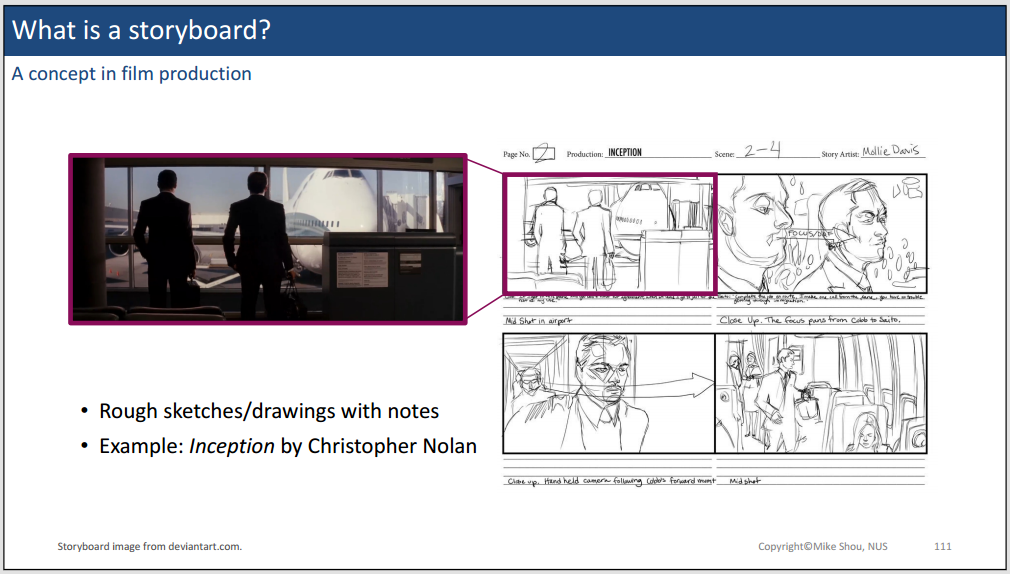 What is a storyboard?
A concept in film production
Page No. 2 Production: INCEPTION Scene: 2-4 Story Artist: Mollie Davis
FOCUS/PAN
Mid Shot in airport
Close Up. The focus pans from Cobb to Saito.
Close up. Hand held camera following Cobb's forward mvmt
Mid shot
• Rough sketches/drawings with notes
• Example: Inception by Christopher Nolan
Storyboard image from deviantart.com.
Copyright©Mike Shou, NUS
111